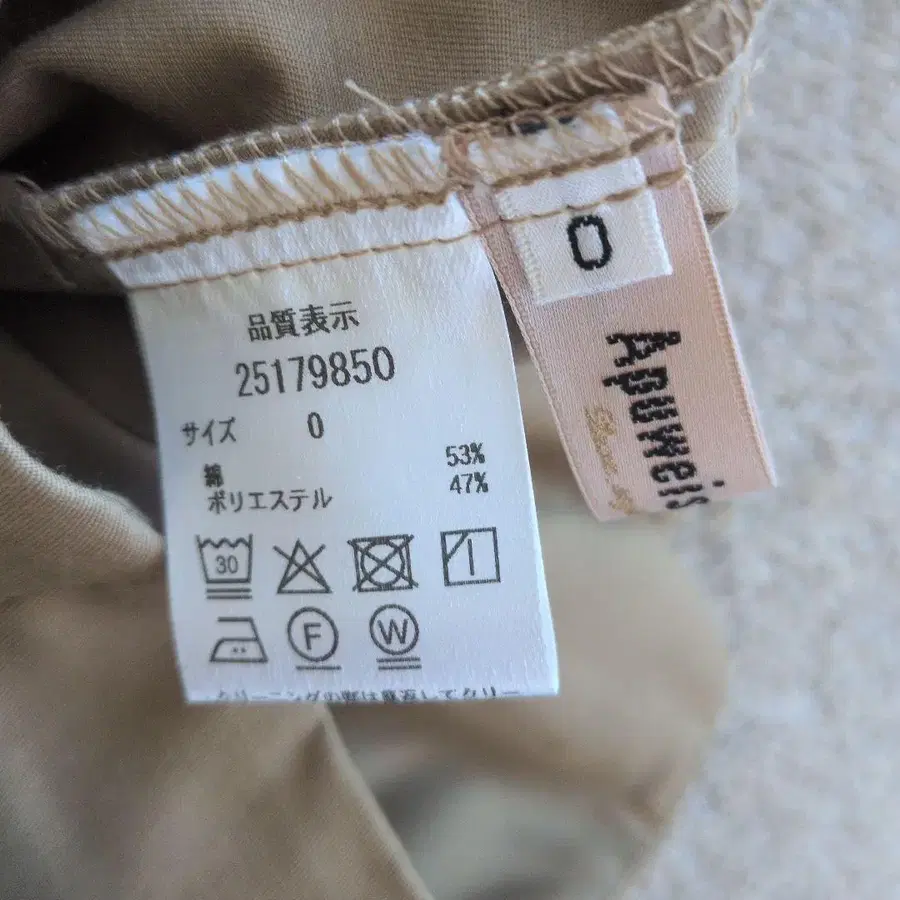 品質表示
25179850
サイズ 0
綿 53%
ポリエステル 47%
30
F W
0
Apuweis